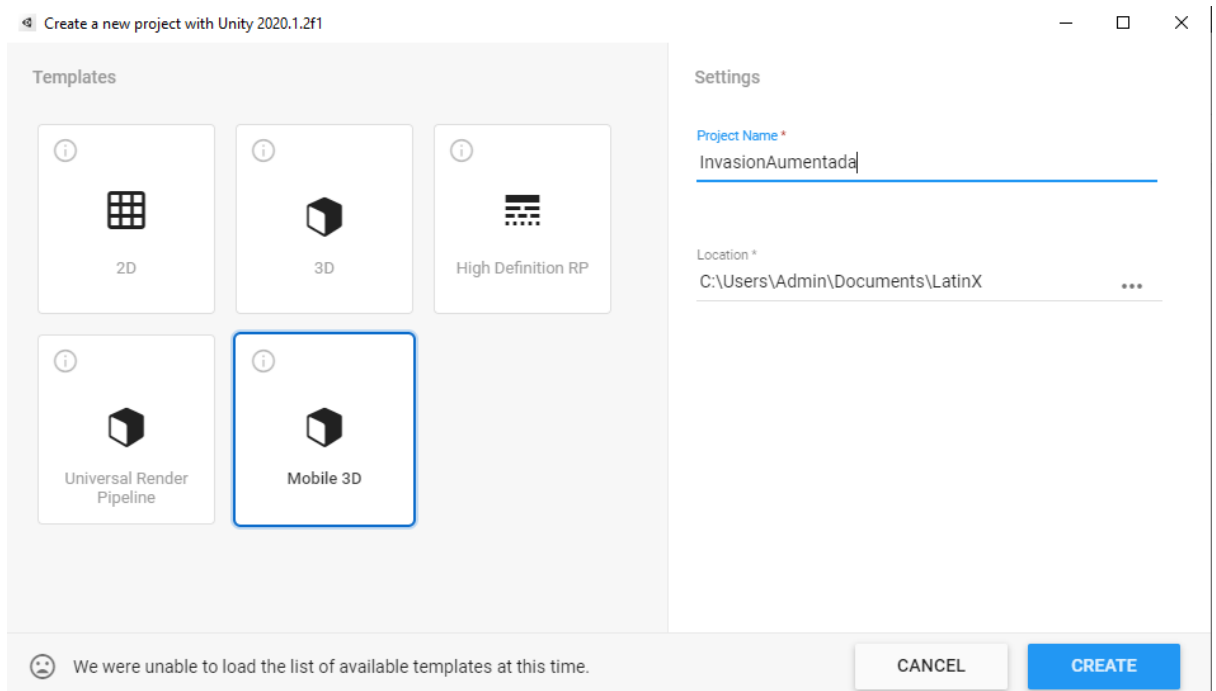 Create a new project with Unity 2020.1.2f1
Templates
2D
3D
High Definition RP
Universal Render
Pipeline
Mobile 3D
Settings
Project Name *
InvasionAumentada
Location *
C:\Users\Admin\Documents\LatinX
We were unable to load the list of available templates at this time.
CANCEL
CREATE